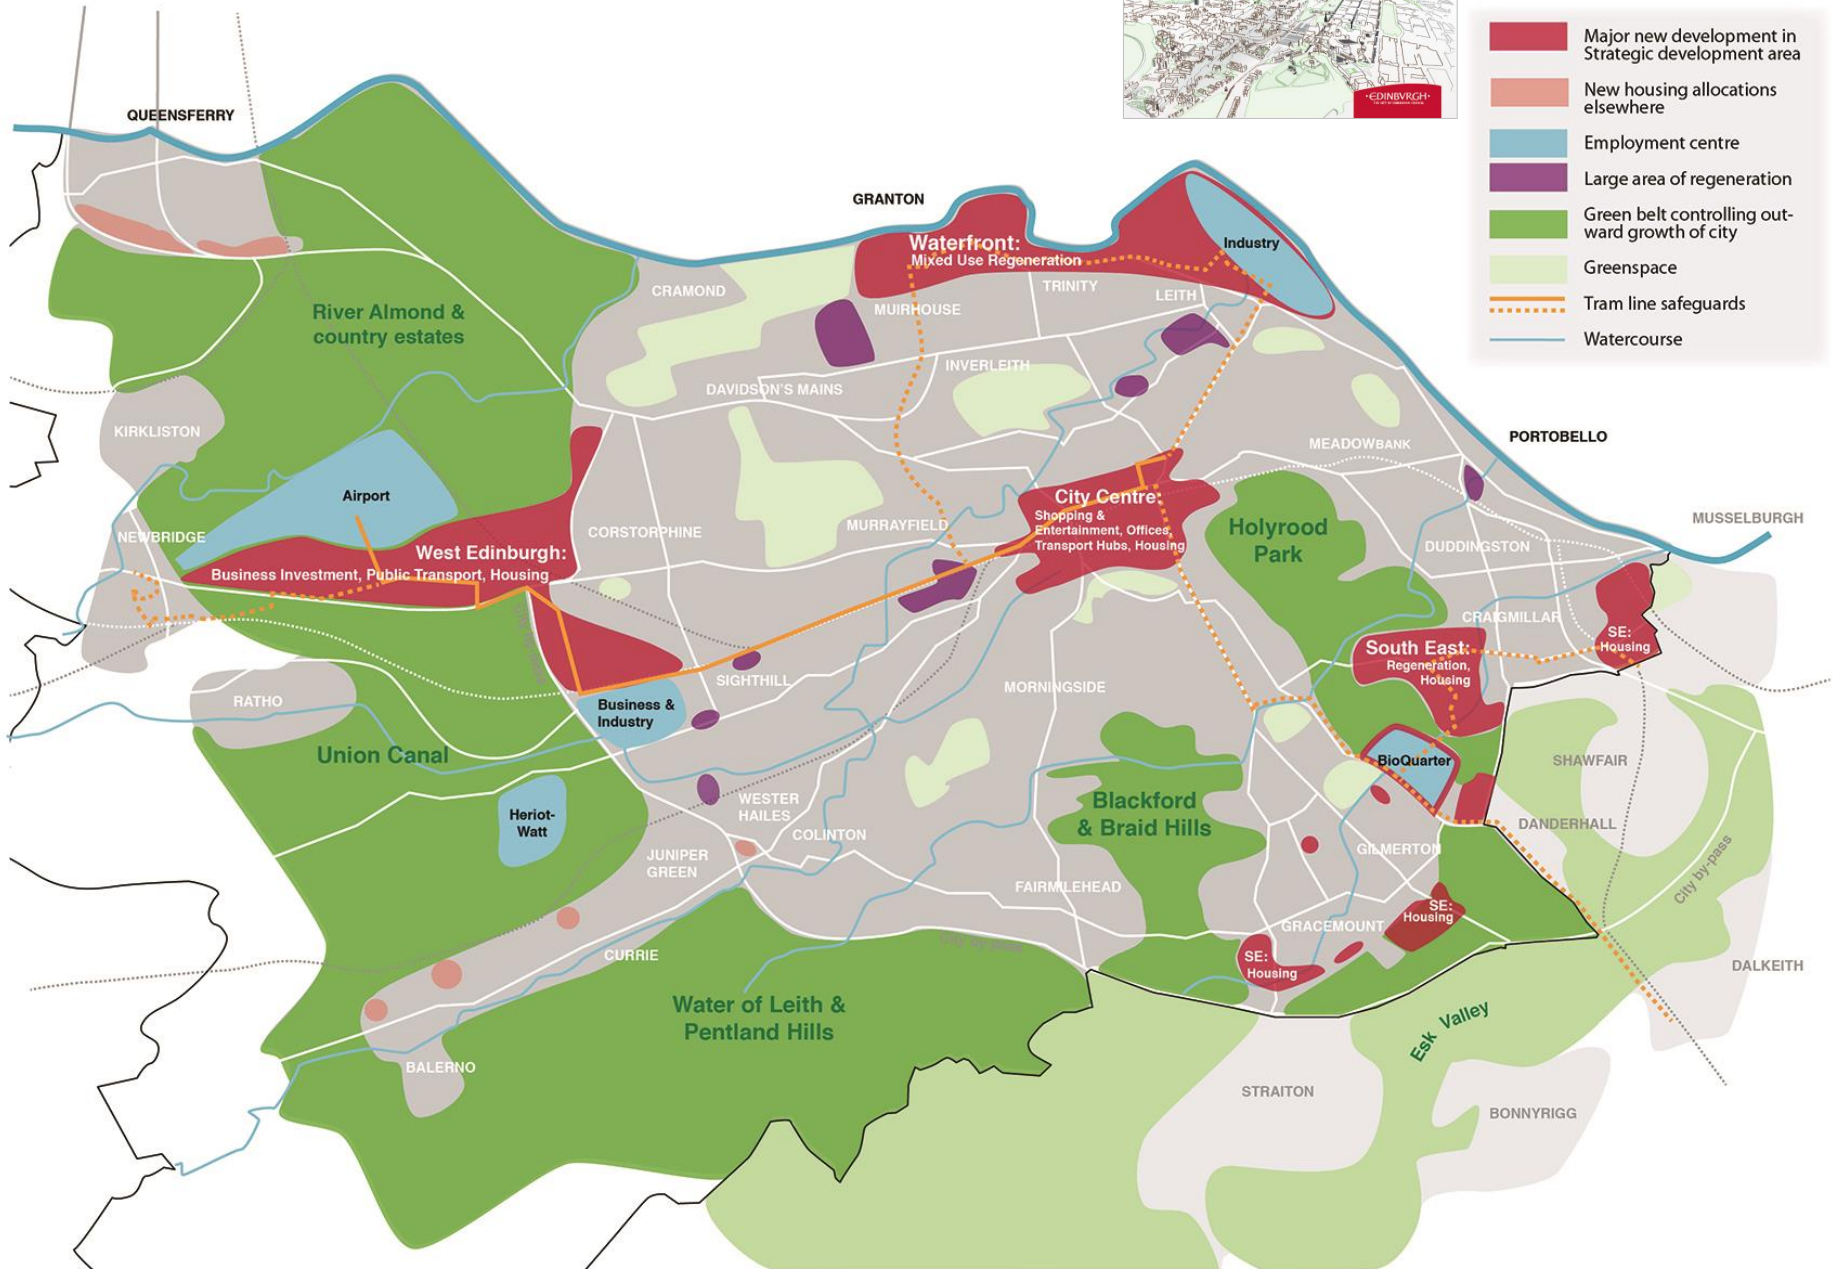 EDINBVRGH
Major new development in
Strategic development area
New housing allocations
elsewhere
Employment centre
Large area of regeneration
Green belt controlling out-
ward growth of city
Greenspace
Tram line safeguards
Watercourse
QUEENSFERRY
GRANTON
Waterfront:
Mixed Use Regeneration
Industry
CRAMOND
TRINITY
LEITH
MUIRHOUSE
River Almond &
country estates
INVERLEITH
DAVIDSON'S MAINS
KIRKLISTON
MEADOWBANK
PORTOBELLO
Airport
City Centre:
Shopping &
Entertainment, Offices,
Transport Hubs, Housing
NEWBRIDGE
CORSTORPHINE
MURRAYFIELD
Holyrood
Park
MUSSELBURGH
DUDDINGSTON
West Edinburgh:
Business Investment, Public Transport, Housing
CRAIGMILLAR
SE:
Housing
South East:
Regeneration,
Housing
SIGHTHILL
MORNINGSIDE
RATHO
Business &
Industry
Union Canal
BioQuarter
SHAWFAIR
Heriot-
Watt
WESTER
HAILES
COLINTON
Blackford
& Braid Hills
DANDERHALL
JUNIPER
GREEN
GILMERTON
City by-pass
FAIRMILEHEAD
SE:
Housing
GRACEMOUNT
City by-pass
CURRIE
SE:
Housing
DALKEITH
Water of Leith &
Pentland Hills
Esk Valley
BALERNO
STRAITON
BONNYRIGG